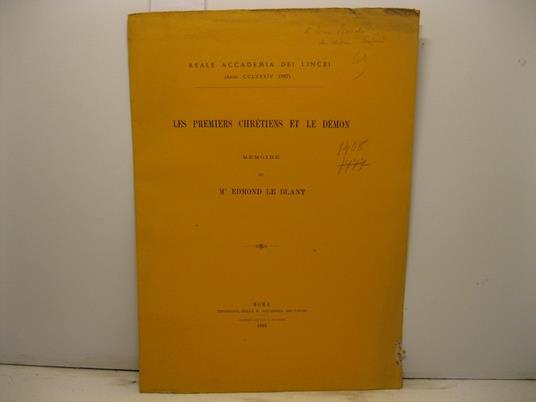 REALE ACCADEMIA DEI LINCEI
(ANNO CCLXXXIV 1887)
LES PREMIERS CHRÉTIENS ET LE DÉMON
MÉMOIRE
DE
Mr EDMOND LE BLANT
1908
ROMA
TIPOGRAFIA DELLA R. ACCADEMIA DEI LINCEI
1888